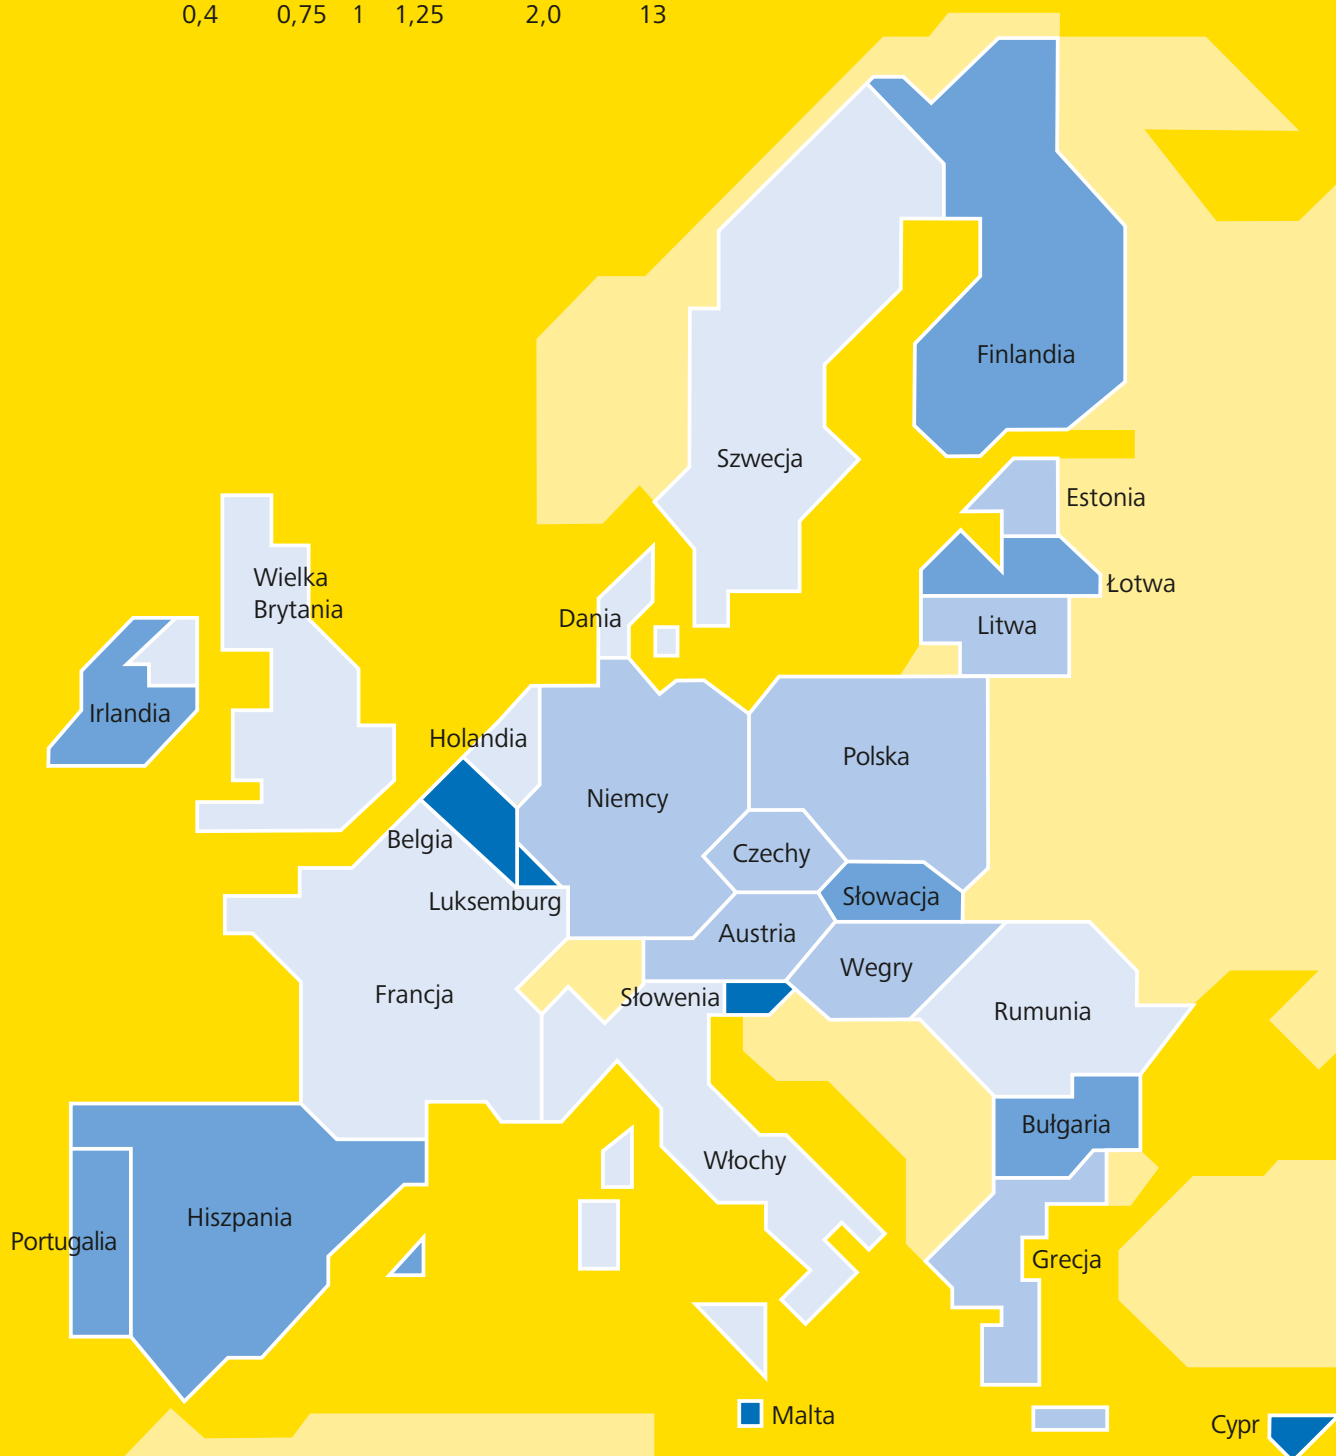 0,4 0,75 1 1,25 2,0 13
Finlandia
Szwecja
Estonia
Wielka
Brytania
Łotwa
Dania
Litwa
Irlandia
Holandia
Polska
Niemcy
Belgia
Czechy
Luksemburg
Słowacja
Austria
Węgry
Francja
Słowenia
Rumunia
Bułgaria
Włochy
Hiszpania
Portugalia
Grecja
Malta
Cypr